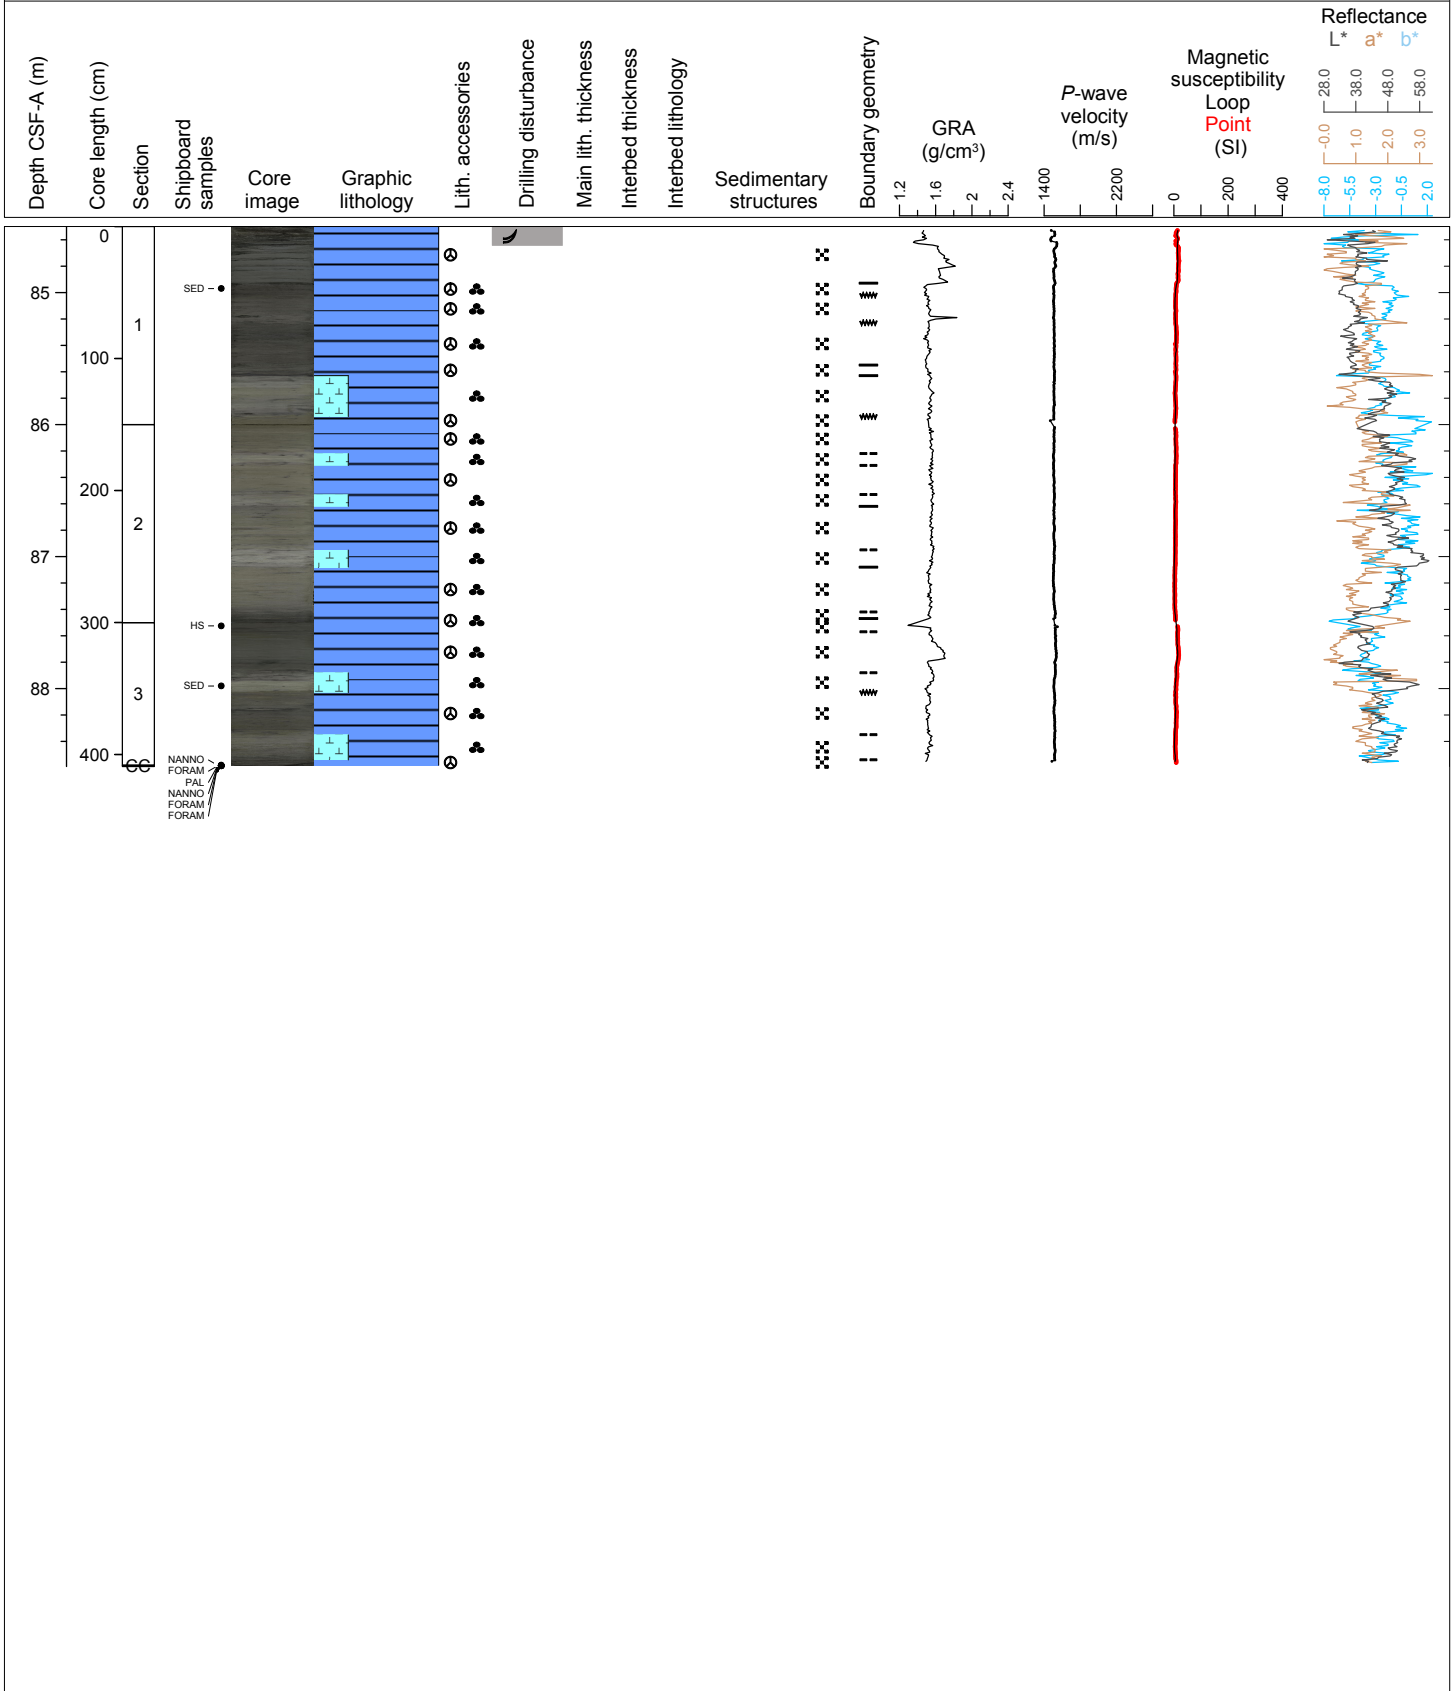 Depth CSF-A (m)
Core length (cm)
Section
Shipboard
samples
Core
image
Graphic
lithology
Lith. accessories
Drilling disturbance
Main lith. thickness
Interbed thickness
Interbed lithology
Sedimentary
structures
Boundary geometry
GRA
(g/cm³)
1.2
1.6
2
2.4
P-wave
velocity
(m/s)
1400
2200
Magnetic
susceptibility
Loop
Point
(SI)
0
200
400
Reflectance
L* a* b*
28.0
38.0
48.0
58.0
-0.0
1.0
2.0
3.0
-8.0
-5.5
-3.0
-0.5
2.0
85
86
87
88
0
100
200
300
400
1
2
3
CC
SED
HS
SED
NANNO
FORAM
PAL
NANNO
FORAM
FORAM